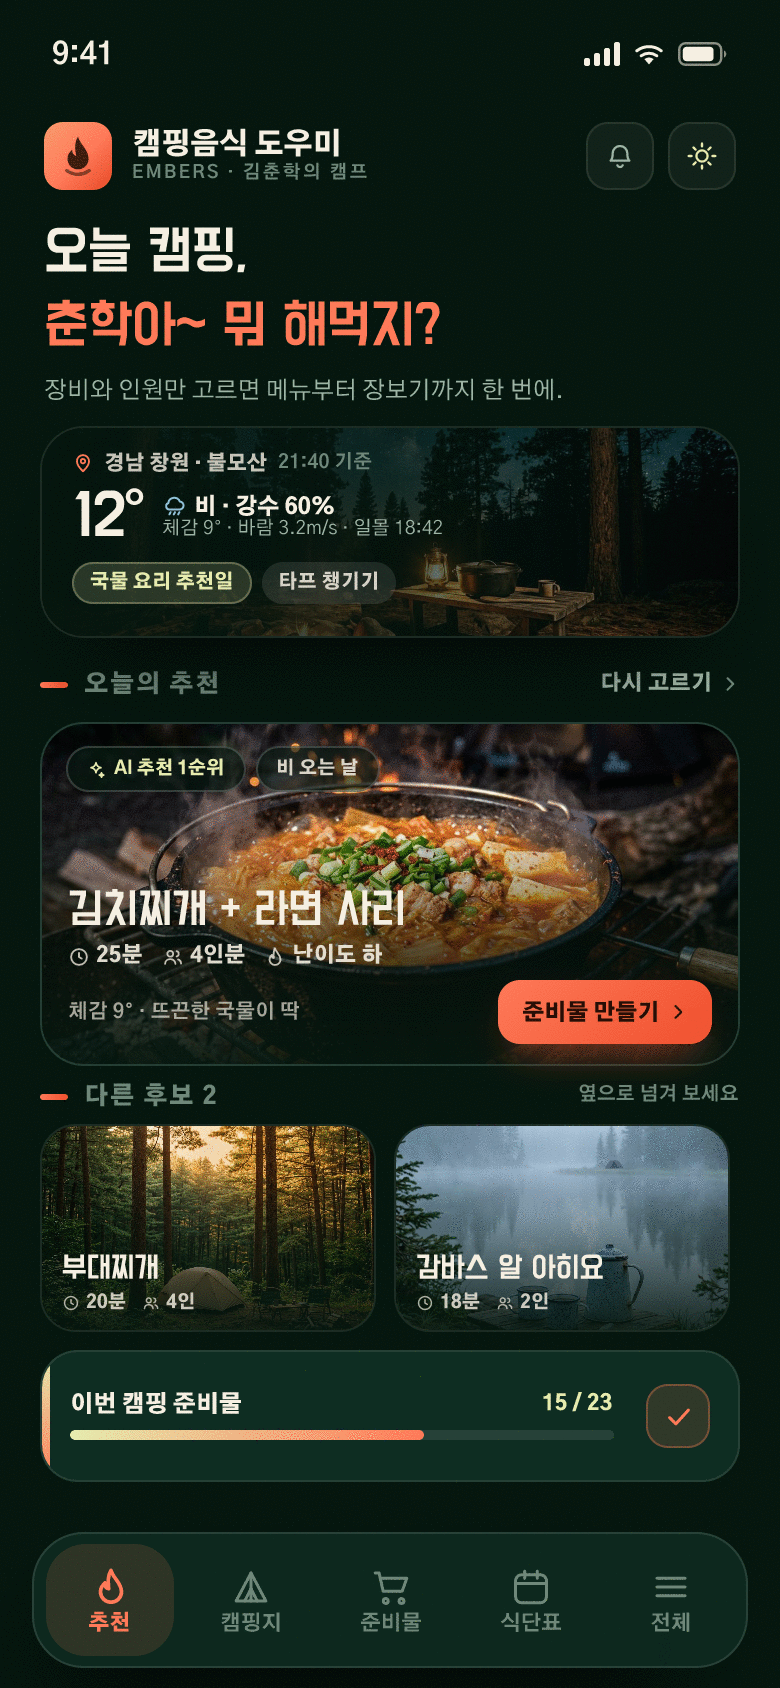 9:41
캠핑음식 도우미
EMBERS · 김춘학의 캠프
오늘 캠핑,
춘학아~ 뭐 해먹지?
장비와 인원만 고르면 메뉴부터 장보기까지 한 번에.
경남 창원 · 불모산 21:40 기준
12° 비 · 강수 60%
체감 9° · 바람 3.2m/s · 일몰 18:42
국물 요리 추천일 타프 챙기기
오늘의 추천 다시 고르기
AI 추천 1순위 비 오는 날
김치찌개 + 라면 사리
25분 4인분 난이도 하
체감 9° · 뜨끈한 국물이 딱 준비물 만들기
다른 후보 2 옆으로 넘겨 보세요
부대찌개
20분 4인
감바스 알 아히요
18분 2인
이번 캠핑 준비물 15 / 23
추천 캠핑지 준비물 식단표 전체